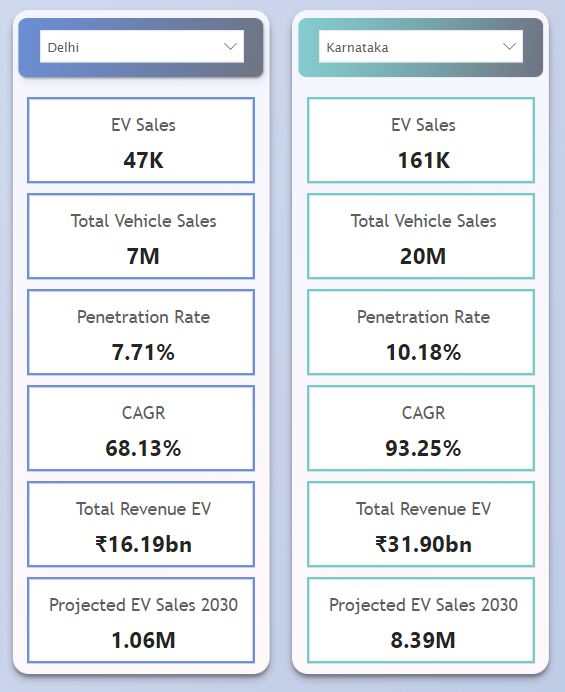 Delhi
EV Sales
47K
Total Vehicle Sales
7M
Penetration Rate
7.71%
CAGR
68.13%
Total Revenue EV
₹16.19bn
Projected EV Sales 2030
1.06M
Karnataka
EV Sales
161K
Total Vehicle Sales
20M
Penetration Rate
10.18%
CAGR
93.25%
Total Revenue EV
₹31.90bn
Projected EV Sales 2030
8.39M